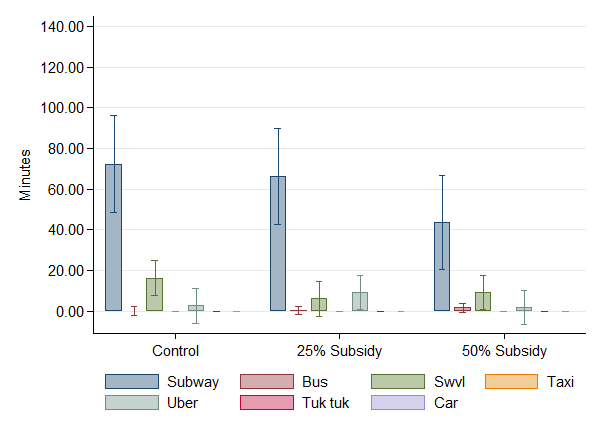 140.00
120.00
100.00
80.00
60.00
40.00
20.00
0.00
Minutes
Control 25% Subsidy 50% Subsidy
Subway Bus Swvl Taxi
Uber Tuk tuk Car